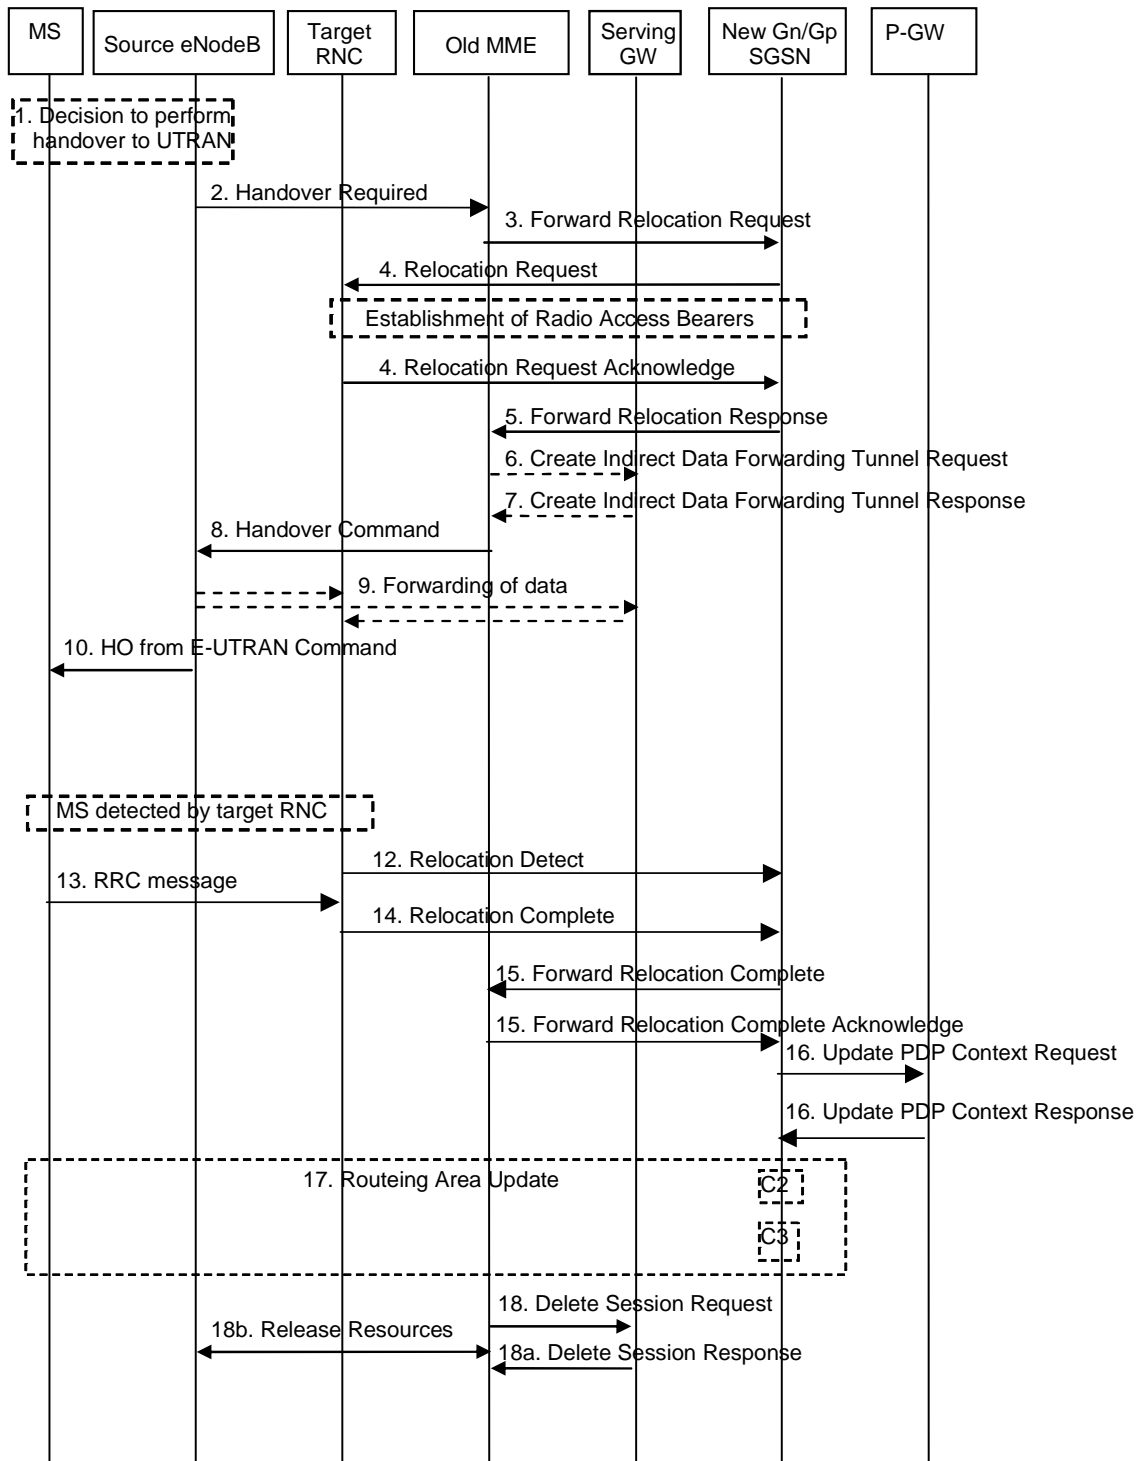 MS
Source eNodeB
Target
RNC
Old MME
Serving
GW
New Gn/Gp
SGSN
P-GW
1. Decision to perform
handover to UTRAN
2. Handover Required
3. Forward Relocation Request
4. Relocation Request
Establishment of Radio Access Bearers
4. Relocation Request Acknowledge
5. Forward Relocation Response
6. Create Indirect Data Forwarding Tunnel Request
7. Create Indirect Data Forwarding Tunnel Response
8. Handover Command
9. Forwarding of data
10. HO from E-UTRAN Command
MS detected by target RNC
12. Relocation Detect
13. RRC message
14. Relocation Complete
15. Forward Relocation Complete
15. Forward Relocation Complete Acknowledge
16. Update PDP Context Request
16. Update PDP Context Response
17. Routeing Area Update
C2
C3
18. Delete Session Request
18b. Release Resources
18a. Delete Session Response